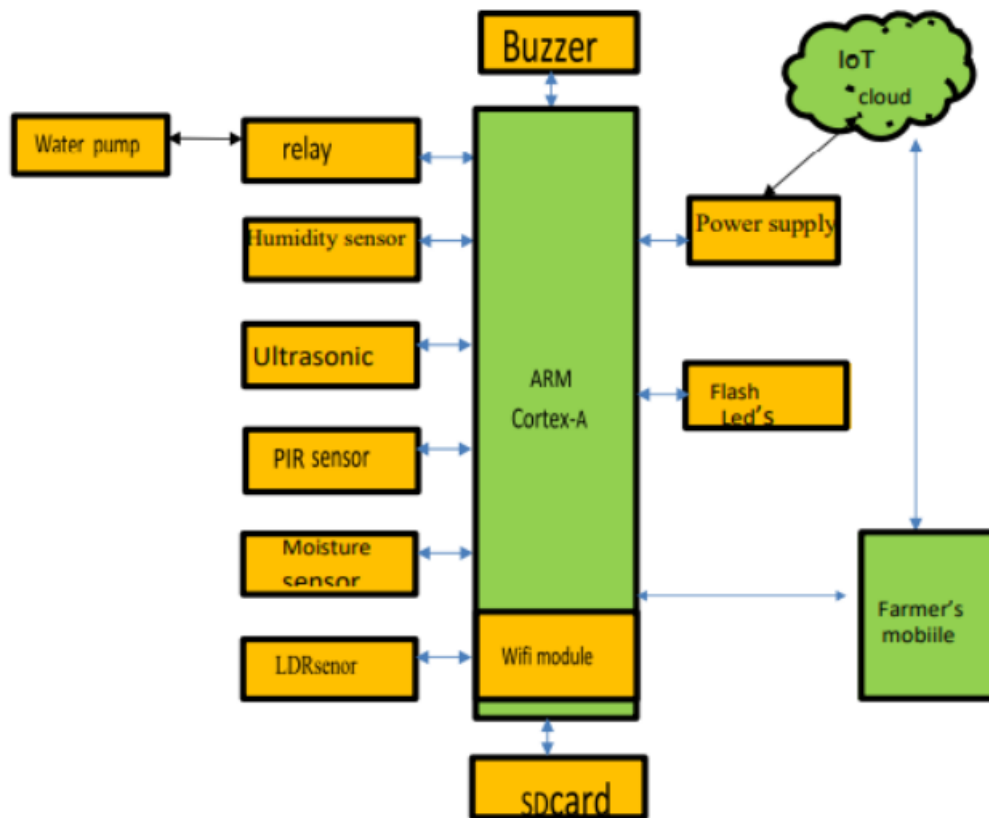 Buzzer
IoT
cloud
Water pump
relay
Humidity sensor
Power supply
Ultrasonic
ARM
Cortex-A
Flash
Led's
PIR sensor
Moisture
sensor
Farmer's
mobiile
LDRsenor
Wifi module
SDcard